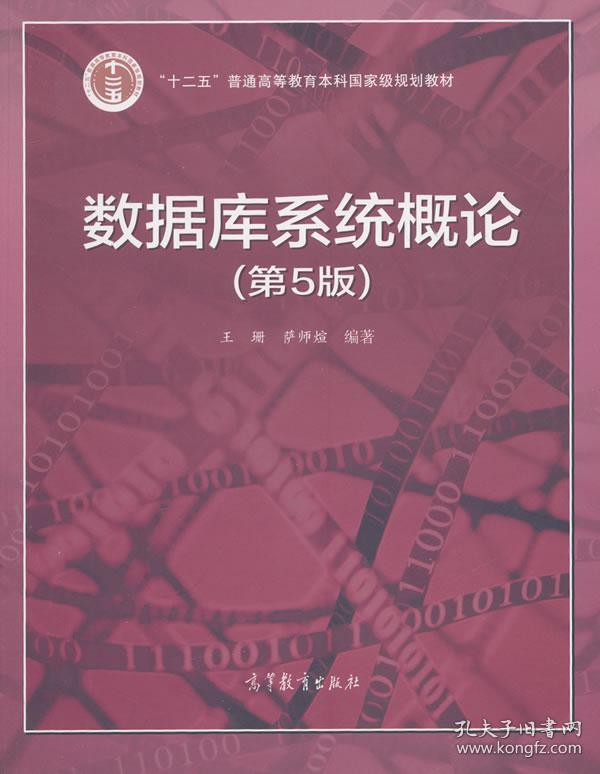 “十二五”普通高等教育本科国家级规划教材
数据库系统概论
(第5版)
王 珊 萨师煊 编著
高等教育出版社
孔夫子旧书网
www.kongfz.com